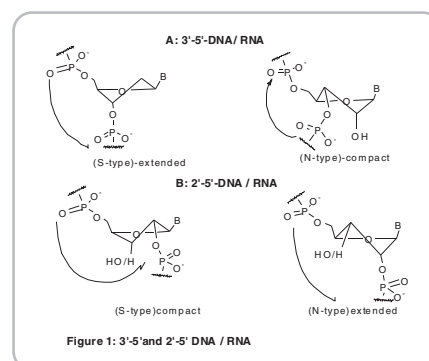 A: 3'-5'-DNA/ RNA
O P O-
O
O
O
B
O
O P O-
O
(S-type)-extended
O P O-
O
O
O
B
O
O P O-
O
OH
(N-type)-compact
B: 2'-5'-DNA / RNA
O P O-
O
O
O
B
HO/H
O
O
P O-
O
(S-type)compact
O P O-
O
O
O
B
HO/H
O
O
P O-
O
(N-type)extended
Figure 1: 3'-5'and 2'-5' DNA / RNA